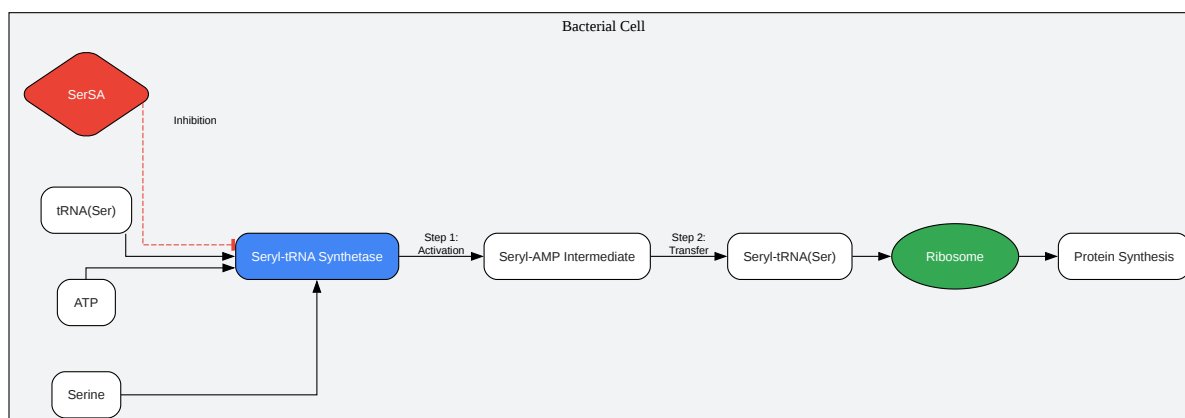 Bacterial Cell
SerSA
Inhibition
tRNA(Ser)
ATP
Serine
Seryl-tRNA Synthetase
Step 1:
Activation
Seryl-AMP Intermediate
Step 2:
Transfer
Seryl-tRNA(Ser)
Ribosome
Protein Synthesis